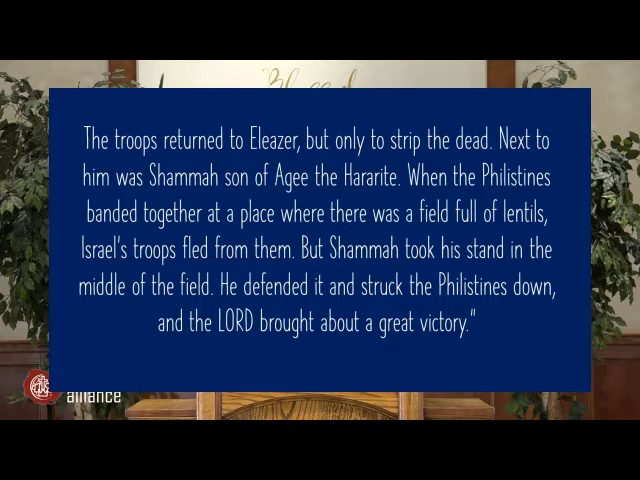 Blessed
The troops returned to Eleazer, but only to strip the dead. Next to
him was Shammah son of Agee the Hararite. When the Philistines
banded together at a place where there was a field full of lentils,
Israel's troops fled from them. But Shammah took his stand in the
middle of the field. He defended it and struck the Philistines down,
and the LORD brought about a great victory."
alliance